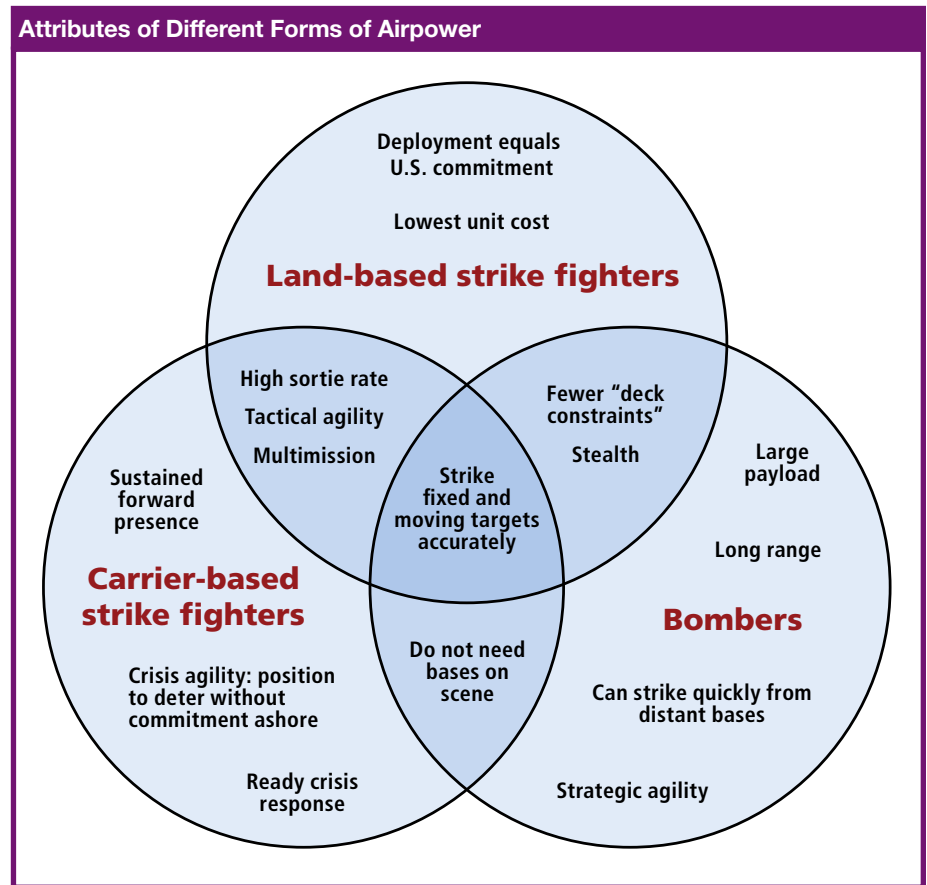 Attributes of Different Forms of Airpower
Deployment equals
U.S. commitment
Lowest unit cost
Land-based strike fighters
High sortie rate
Tactical agility
Multimission
Fewer “deck
constraints”
Stealth
Strike
fixed and
moving targets
accurately
Sustained
forward
presence
Large
payload
Long range
Carrier-based
strike fighters
Bombers
Do not need
bases on
scene
Crisis agility: position
to deter without
commitment ashore
Can strike quickly from
distant bases
Ready crisis
response
Strategic agility